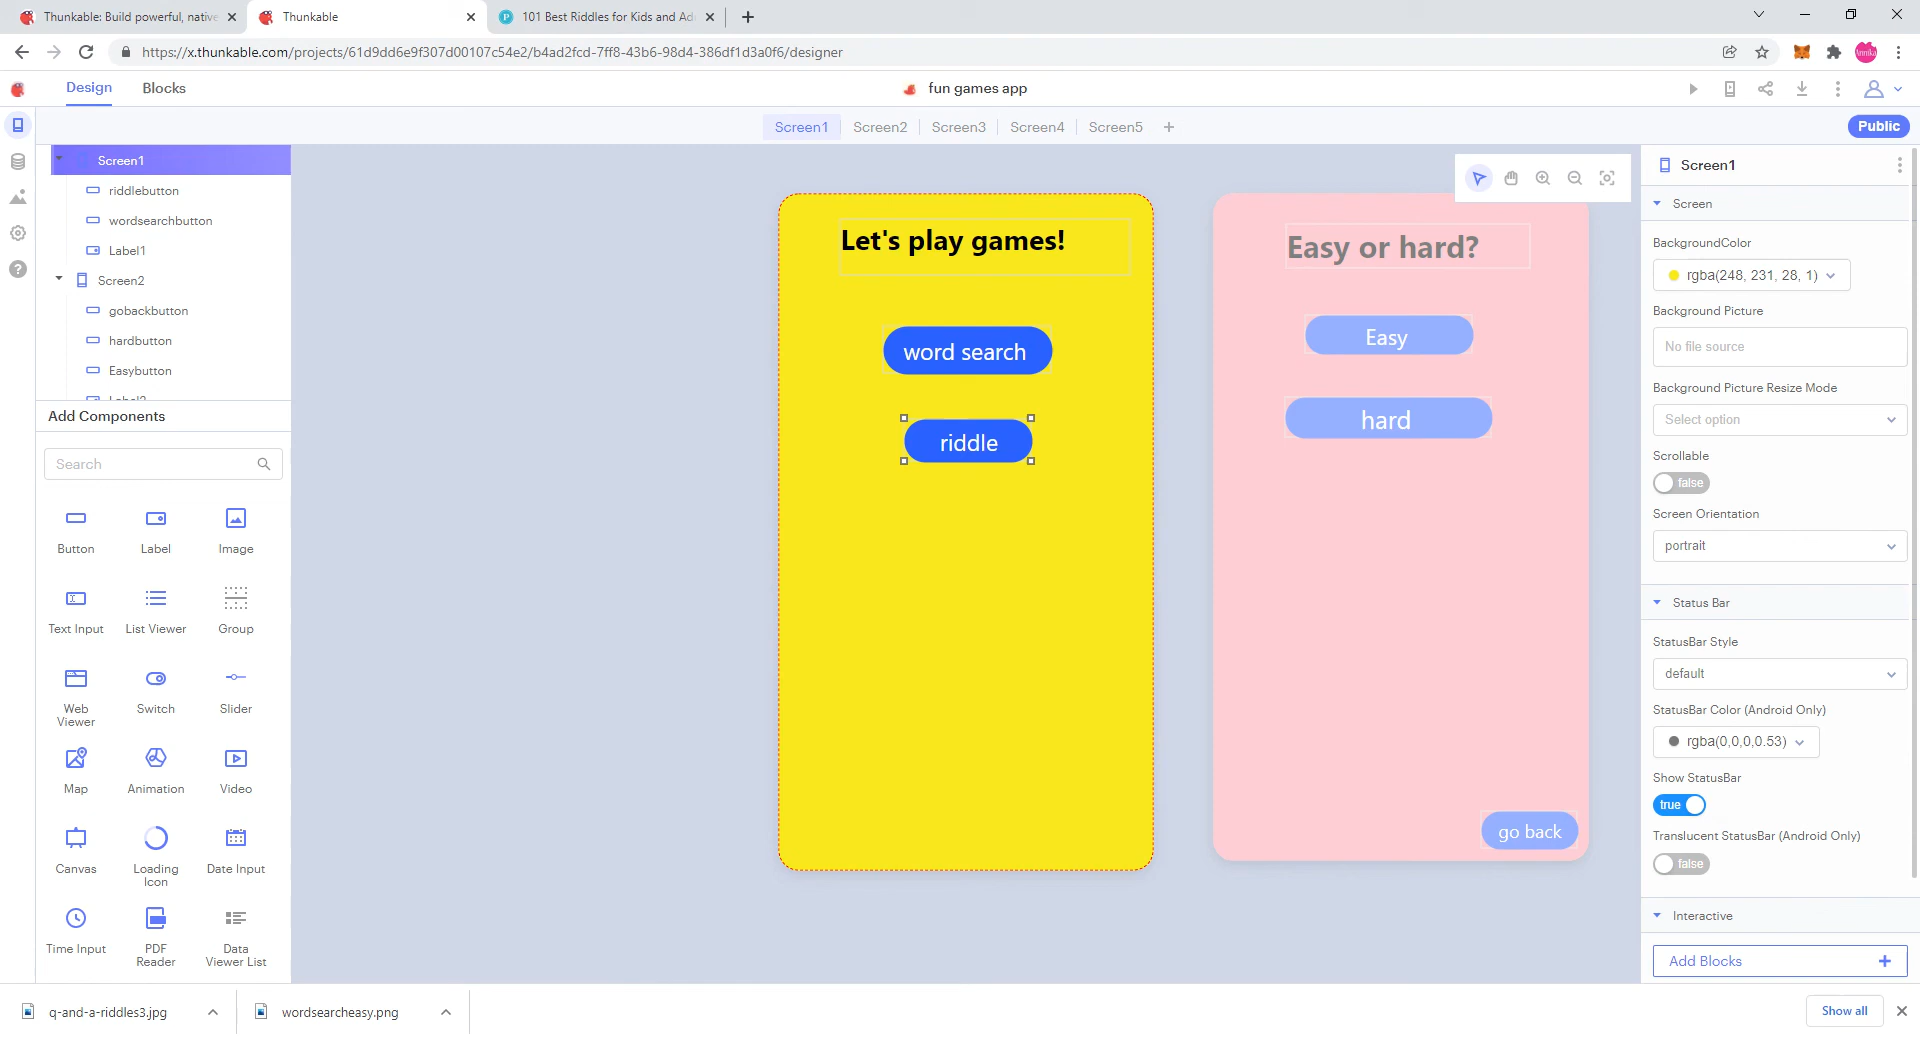 Thunkable: Build powerful, native
Thunkable
101 Best Riddles for Kids and Ad
https://x.thunkable.com/projects/61d9dd6e9f307d00107c54e2/b4ad2fcd-7ff8-43b6-98d4-386df1d3a0f6/designer
Design
Blocks
fun games app
Screen1
Screen2
Screen3
Screen4
Screen5
Public
Screen1
riddlebutton
wordsearchbutton
Label1
Screen2
gobackbutton
hardbutton
Easybutton
Label2
Add Components
Search
Button
Label
Image
Text Input
List Viewer
Group
Web
Viewer
Switch
Slider
Map
Animation
Video
Canvas
Loading
Icon
Date Input
Time Input
PDF
Reader
Data
Viewer List
Let's play games!
word search
riddle
Easy or hard?
Easy
hard
go back
Screen1
Screen
BackgroundColor
rgba(248, 231, 28, 1)
Background Picture
No file source
Background Picture Resize Mode
Select option
Scrollable
false
Screen Orientation
portrait
Status Bar
StatusBar Style
default
StatusBar Color (Android Only)
rgba(0,0,0,0.53)
Show StatusBar
true
Translucent StatusBar (Android Only)
false
Interactive
Add Blocks
q-and-a-riddles3.jpg
wordsearcheasy.png
Show all